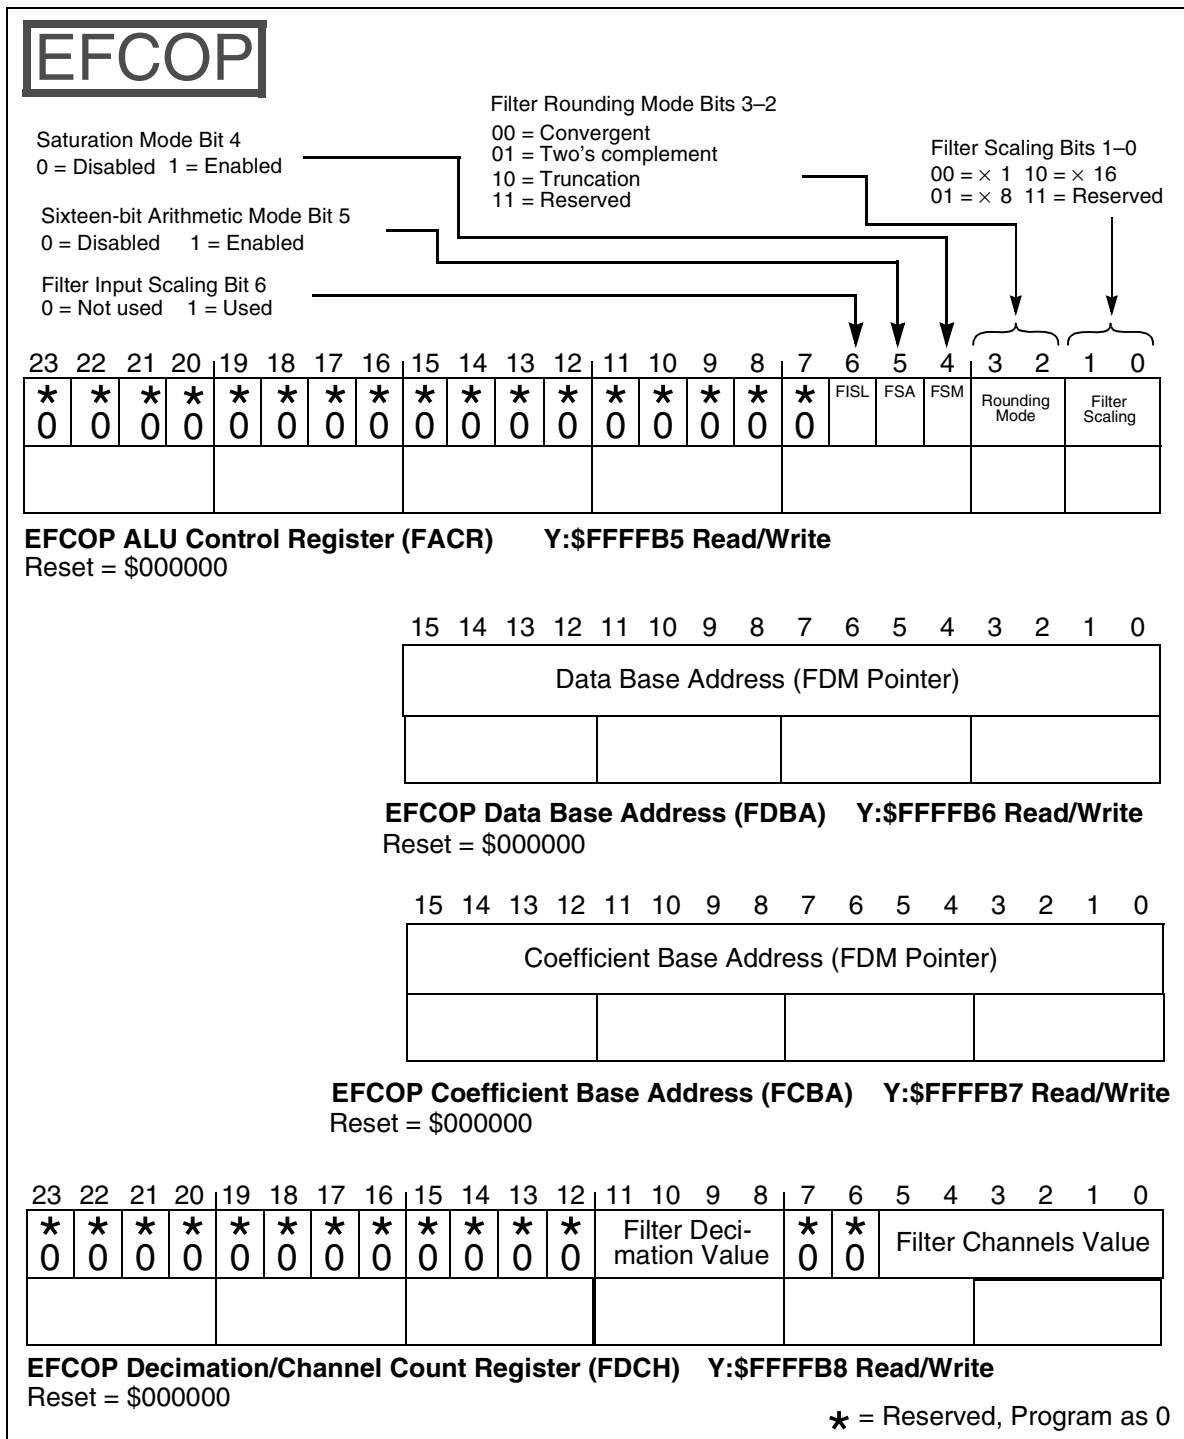 EFCOP
Filter Rounding Mode Bits 3–2
00 = Convergent
01 = Two's complement
10 = Truncation
11 = Reserved
Saturation Mode Bit 4
0 = Disabled 1 = Enabled
Filter Scaling Bits 1–0
00 = × 1 10 = × 16
01 = × 8 11 = Reserved
Sixteen-bit Arithmetic Mode Bit 5
0 = Disabled 1 = Enabled
Filter Input Scaling Bit 6
0 = Not used 1 = Used
23 22 21 20 19 18 17 16 15 14 13 12 11 10 9 8 7 6 5 4 3 2 1 0
* * * * * * * * * * * * * * * * * FISL FSA FSM Rounding Mode Filter Scaling
0 0 0 0 0 0 0 0 0 0 0 0 0 0 0 0 0
EFCOP ALU Control Register (FACR) Y:$FFFFB5 Read/Write
Reset = $000000
15 14 13 12 11 10 9 8 7 6 5 4 3 2 1 0
Data Base Address (FDM Pointer)
EFCOP Data Base Address (FDBA) Y:$FFFFB6 Read/Write
Reset = $000000
15 14 13 12 11 10 9 8 7 6 5 4 3 2 1 0
Coefficient Base Address (FDM Pointer)
EFCOP Coefficient Base Address (FCBA) Y:$FFFFB7 Read/Write
Reset = $000000
23 22 21 20 19 18 17 16 15 14 13 12 11 10 9 8 7 6 5 4 3 2 1 0
* * * * * * * * * * * * Filter Deci- * * Filter Channels Value
0 0 0 0 0 0 0 0 0 0 0 0 mation Value 0 0
EFCOP Decimation/Channel Count Register (FDCH) Y:$FFFFB8 Read/Write
Reset = $000000
* = Reserved, Program as 0